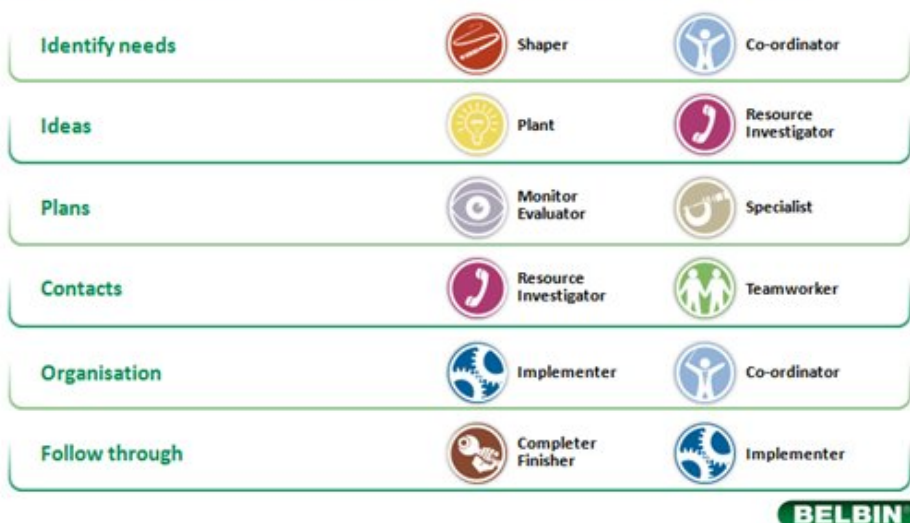 Identify needs
Shaper
Co-ordinator
Ideas
Plant
Resource
Investigator
Plans
Monitor
Evaluator
Specialist
Contacts
Resource
Investigator
Teamworker
Organisation
Implementer
Co-ordinator
Follow through
Completer
Finisher
Implementer
BELBIN